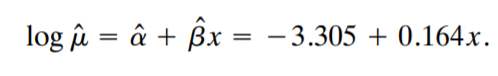 log μ̂ = α̂ + β̂x = −3.305 + 0.164x.